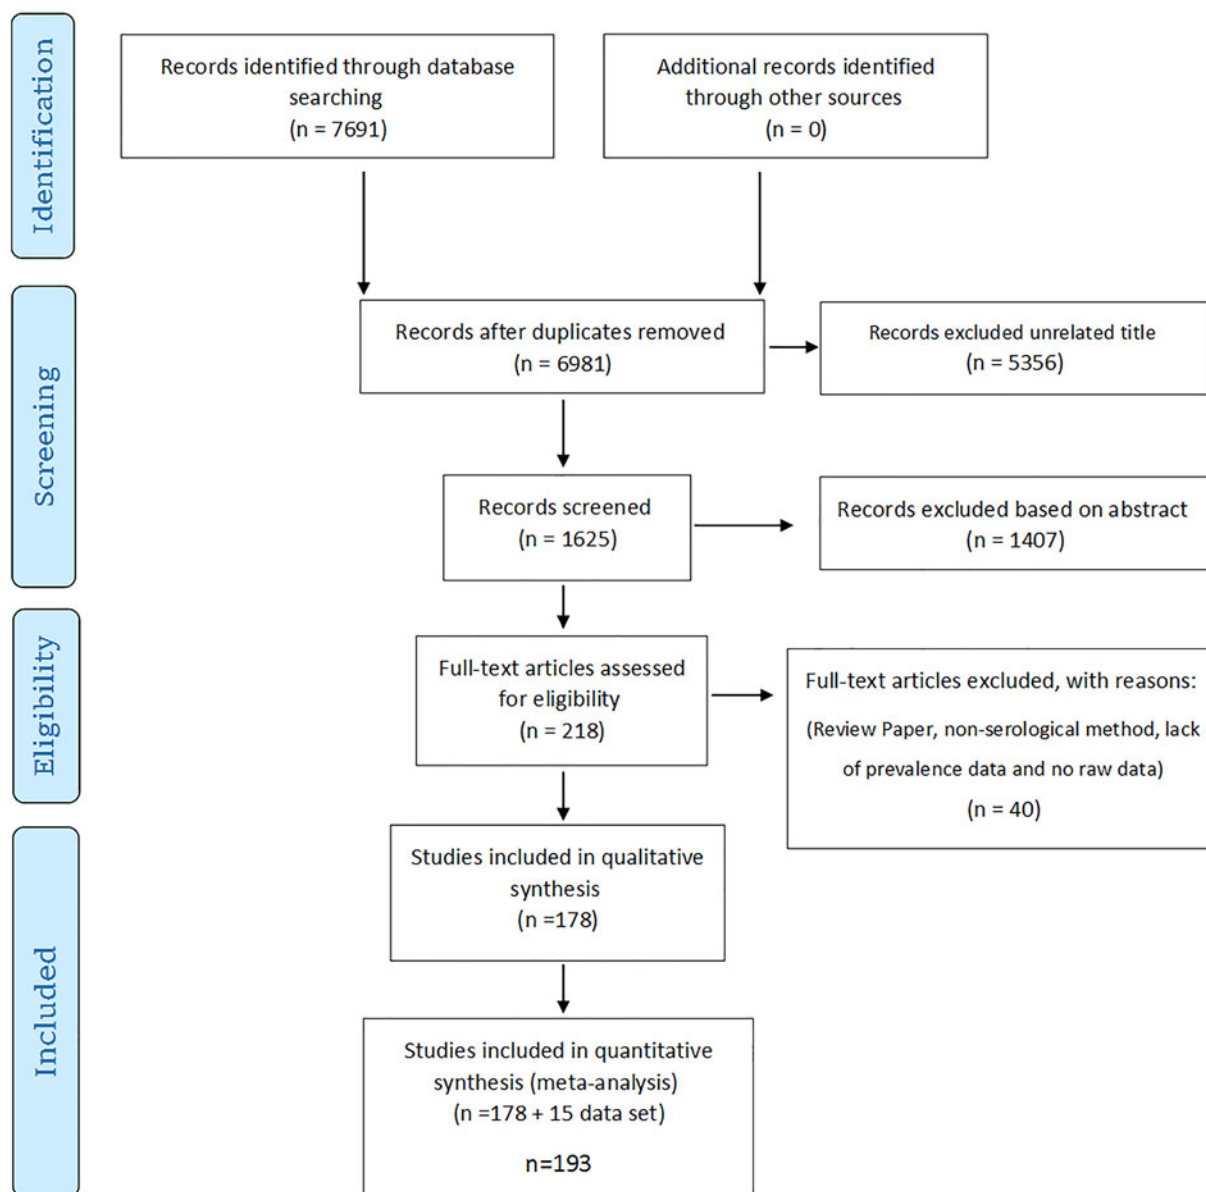 Identification
Records identified through database
searching
(n = 7691)
Additional records identified
through other sources
(n = 0)
Screening
Records after duplicates removed
(n = 6981)
Records excluded unrelated title
(n = 5356)
Records screened
(n = 1625)
Records excluded based on abstract
(n = 1407)
Eligibility
Full-text articles assessed
for eligibility
(n = 218)
Full-text articles excluded, with reasons:
(Review Paper, non-serological method, lack
of prevalence data and no raw data)
(n = 40)
Included
Studies included in qualitative
synthesis
(n =178)
Studies included in quantitative
synthesis (meta-analysis)
(n =178 + 15 data set)
n=193